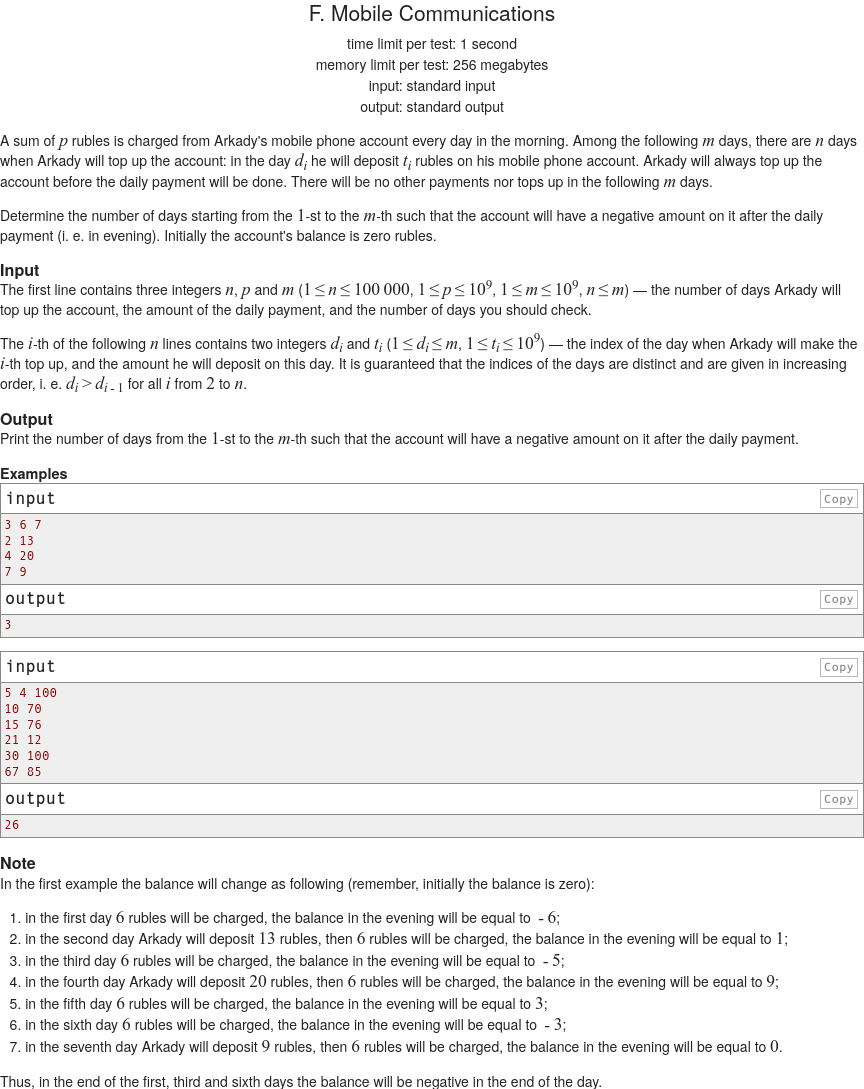 F. Mobile Communications
time limit per test: 1 second
memory limit per test: 256 megabytes
input: standard input
output: standard output
A sum of p rubles is charged from Arkady's mobile phone account every day in the morning. Among the following m days, there are n days
when Arkady will top up the account: in the day d_i he will deposit t_i rubles on his mobile phone account. Arkady will always top up the
account before the daily payment will be done. There will be no other payments nor tops up in the following m days.
Determine the number of days starting from the 1-st to the m-th such that the account will have a negative amount on it after the daily
payment (i. e. in evening). Initially the account's balance is zero rubles.
Input
The first line contains three integers n, p and m (1 ≤ n ≤ 100 000, 1 ≤ p ≤ 10^9, 1 ≤ m ≤ 10^9, n ≤ m) — the number of days Arkady will
top up the account, the amount of the daily payment, and the number of days you should check.
The i-th of the following n lines contains two integers d_i and t_i (1 ≤ d_i ≤ m, 1 ≤ t_i ≤ 10^9) — the index of the day when Arkady will make the
i-th top up, and the amount he will deposit on this day. It is guaranteed that the indices of the days are distinct and are given in increasing
order, i. e. d_i > d_{i - 1} for all i from 2 to n.
Output
Print the number of days from the 1-st to the m-th such that the account will have a negative amount on it after the daily payment.
Examples
input Copy
3 6 7
2 13
4 20
7 9
output Copy
3
input Copy
5 4 100
10 70
15 76
21 12
30 100
67 85
output Copy
26
Note
In the first example the balance will change as following (remember, initially the balance is zero):
1. in the first day 6 rubles will be charged, the balance in the evening will be equal to  - 6;
2. in the second day Arkady will deposit 13 rubles, then 6 rubles will be charged, the balance in the evening will be equal to 1;
3. in the third day 6 rubles will be charged, the balance in the evening will be equal to  - 5;
4. in the fourth day Arkady will deposit 20 rubles, then 6 rubles will be charged, the balance in the evening will be equal to 9;
5. in the fifth day 6 rubles will be charged, the balance in the evening will be equal to 3;
6. in the sixth day 6 rubles will be charged, the balance in the evening will be equal to  - 3;
7. in the seventh day Arkady will deposit 9 rubles, then 6 rubles will be charged, the balance in the evening will be equal to 0.
Thus, in the end of the first, third and sixth days the balance will be negative in the end of the day.